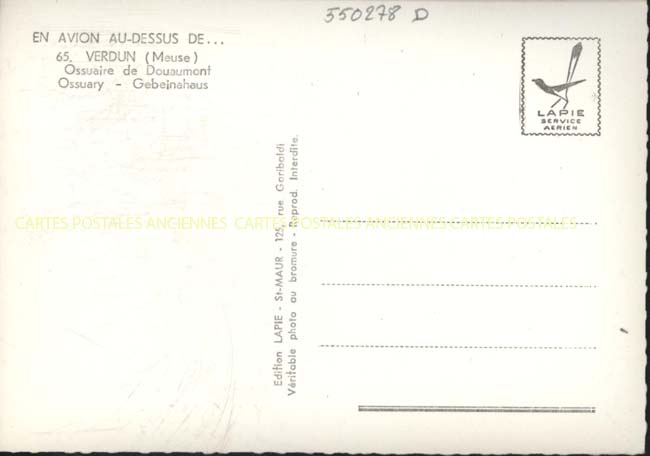 550278 D
EN AVION AU-DESSUS DE...
65. VERDUN (Meuse)
Ossuaire de Douaumont
Ossuary - Gebeinahaus
LAPIE
SERVICE
AERIEN
CARTES POSTALES ANCIENNES CARTES POSTALES ANCIENNES CARTES POSTALES ANCIENNES
Edition LAPIE - St-MAUR - 125, rue Garibaldi
Véritable photo au bromure - Reprod. Interdite.